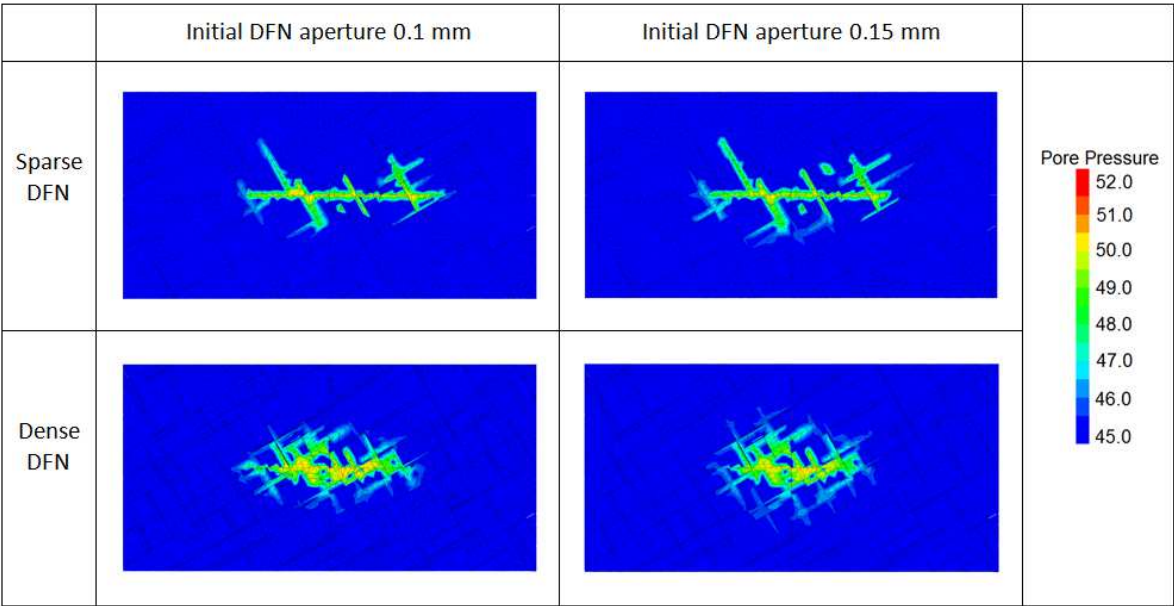 Initial DFN aperture 0.1 mm
Initial DFN aperture 0.15 mm
Sparse
DFN
Pore Pressure
52.0
51.0
50.0
49.0
48.0
47.0
46.0
45.0
Dense
DFN